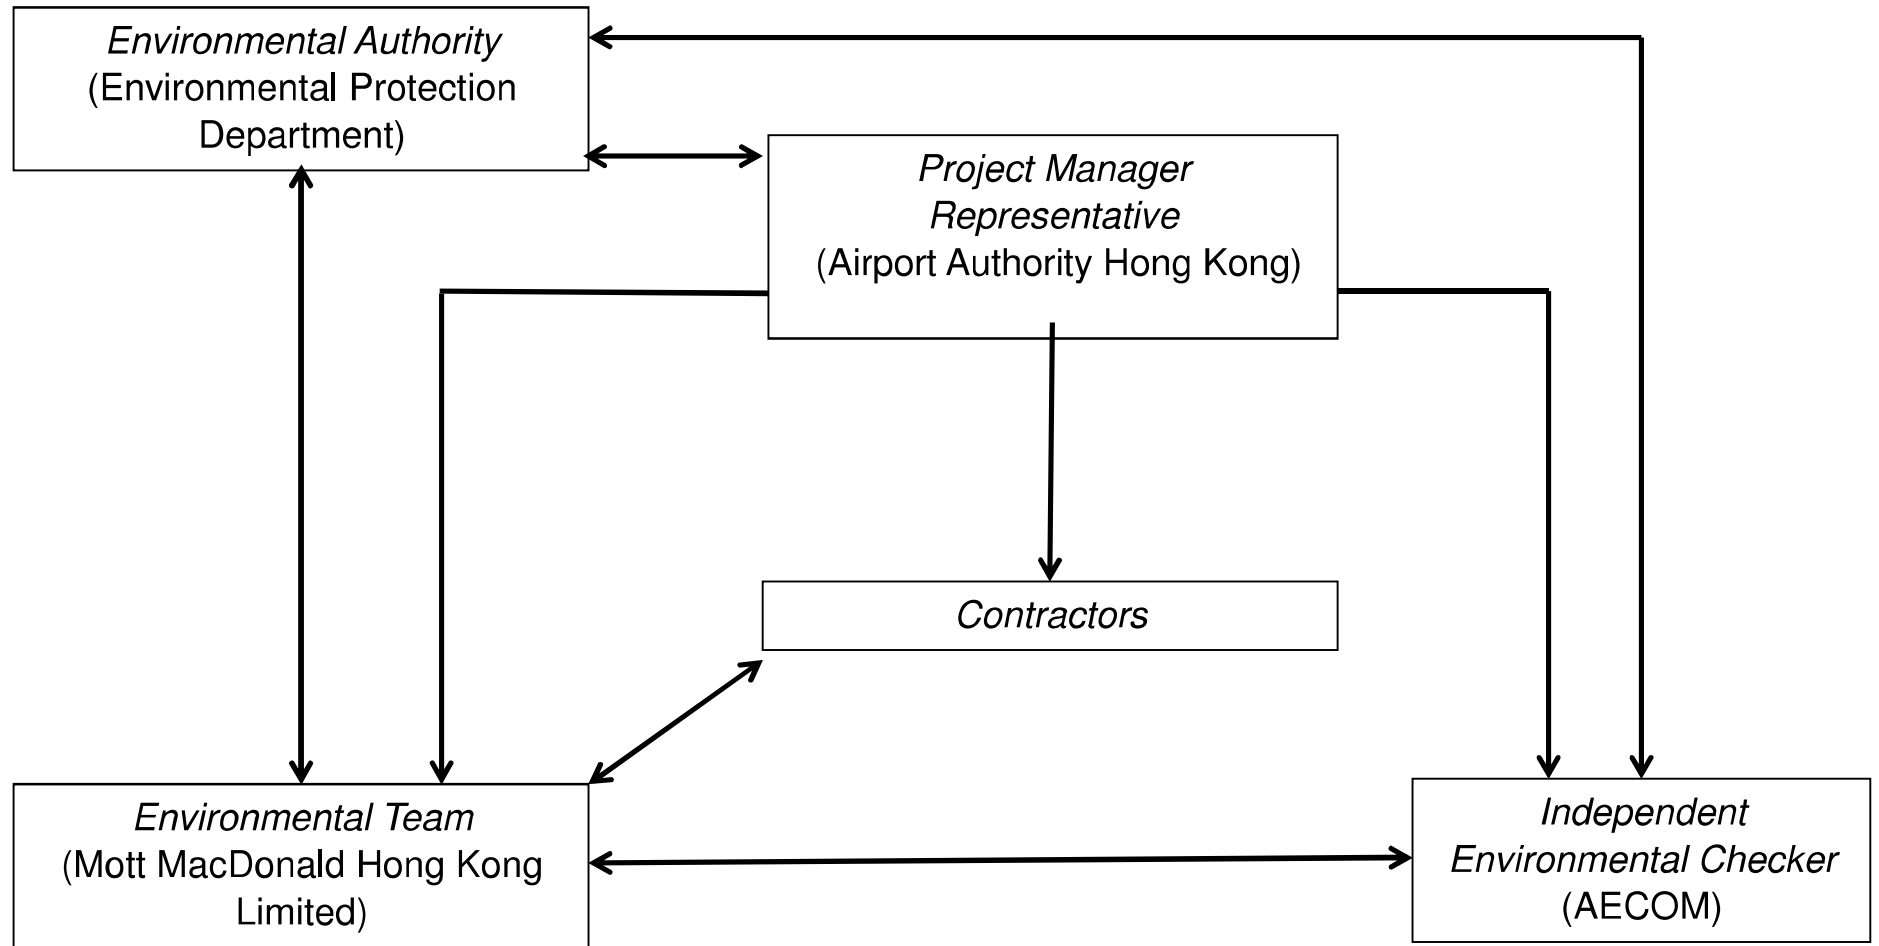 Environmental Authority
(Environmental Protection
Department)
Project Manager
Representative
(Airport Authority Hong Kong)
Contractors
Environmental Team
(Mott MacDonald Hong Kong
Limited)
Independent
Environmental Checker
(AECOM)